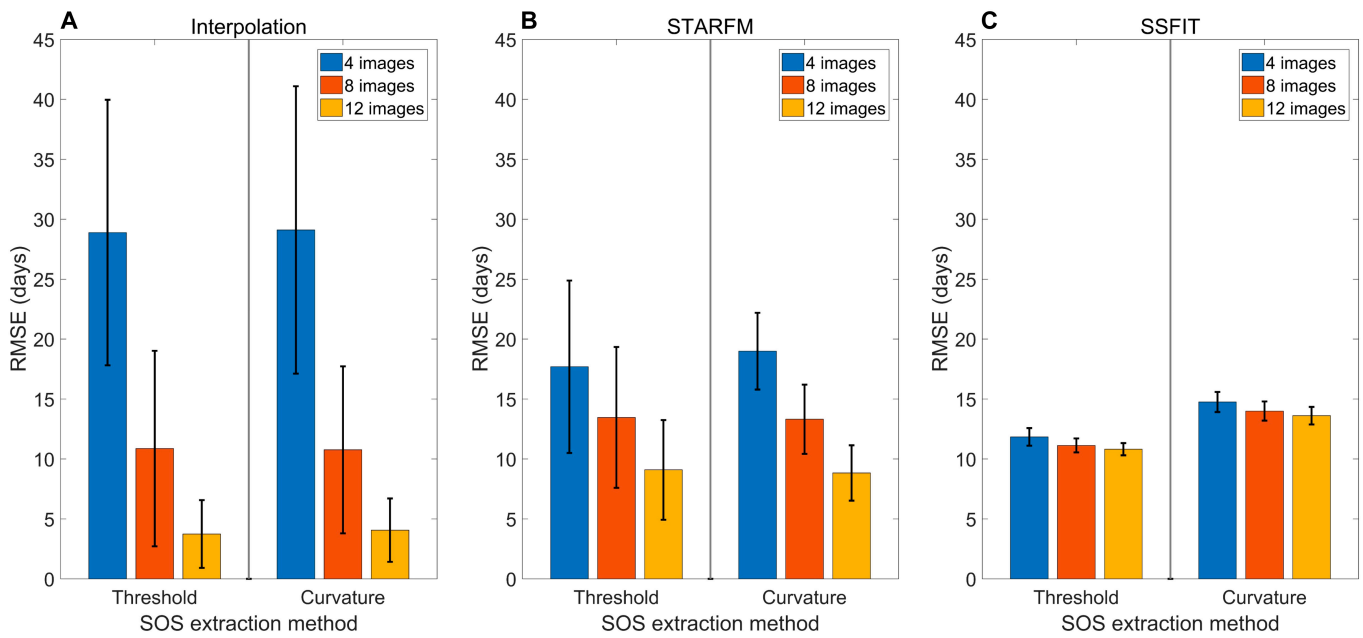 A
Interpolation
45
40
35
30
25
20
15
10
5
0
RMSE (days)
4 images
8 images
12 images
Threshold
Curvature
SOS extraction method
B
STARFM
45
40
35
30
25
20
15
10
5
0
RMSE (days)
4 images
8 images
12 images
Threshold
Curvature
SOS extraction method
C
SSFIT
45
40
35
30
25
20
15
10
5
0
RMSE (days)
4 images
8 images
12 images
Threshold
Curvature
SOS extraction method